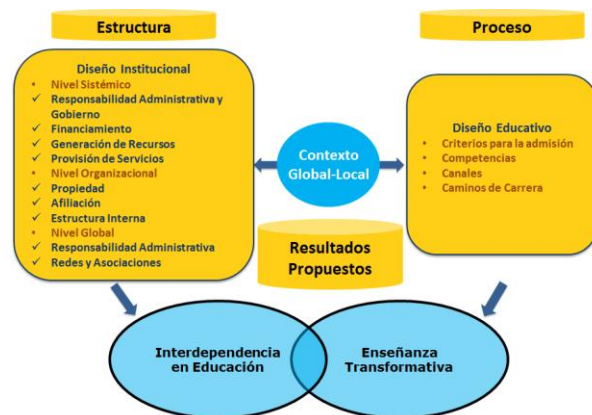 Estructura
Proceso
Diseño Institucional
• Nivel Sistémico
✓ Responsabilidad Administrativa y
Gobierno
✓ Financiamiento
✓ Generación de Recursos
✓ Provisión de Servicios
• Nivel Organizacional
✓ Propiedad
✓ Afiliación
✓ Estructura Interna
• Nivel Global
✓ Responsabilidad Administrativa
✓ Redes y Asociaciones
Contexto
Global-Local
Diseño Educativo
• Criterios para la admisión
• Competencias
• Canales
• Caminos de Carrera
Resultados
Propuestos
Interdependencia
en Educación
Enseñanza
Transformativa